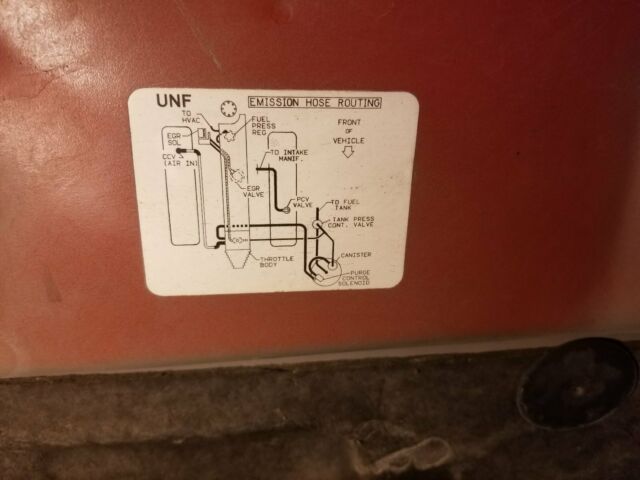 UNF
EMISSION HOSE ROUTING
TO
HVAC
FUEL
PRESS
REG
FRONT
OF
VEHICLE
EGR
SOL
CCV
(AIR IN)
TO INTAKE
MANIF.
EGR
VALVE
PCV
VALVE
TO FUEL
TANK
TANK PRESS
CONT. VALVE
THROTTLE
BODY
CANISTER
PURGE
CONTROL
SOLENOID